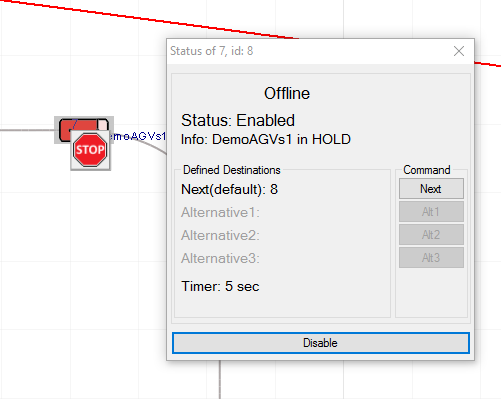 Status of 7, id: 8
Offline
Status: Enabled
Info: DemoAGVs1 in HOLD
Defined Destinations
Next(default): 8
Alternative1:
Alternative2:
Alternative3:
Timer: 5 sec
Command
Next
Alt1
Alt2
Alt3
Disable
emoAGVs1
STOP